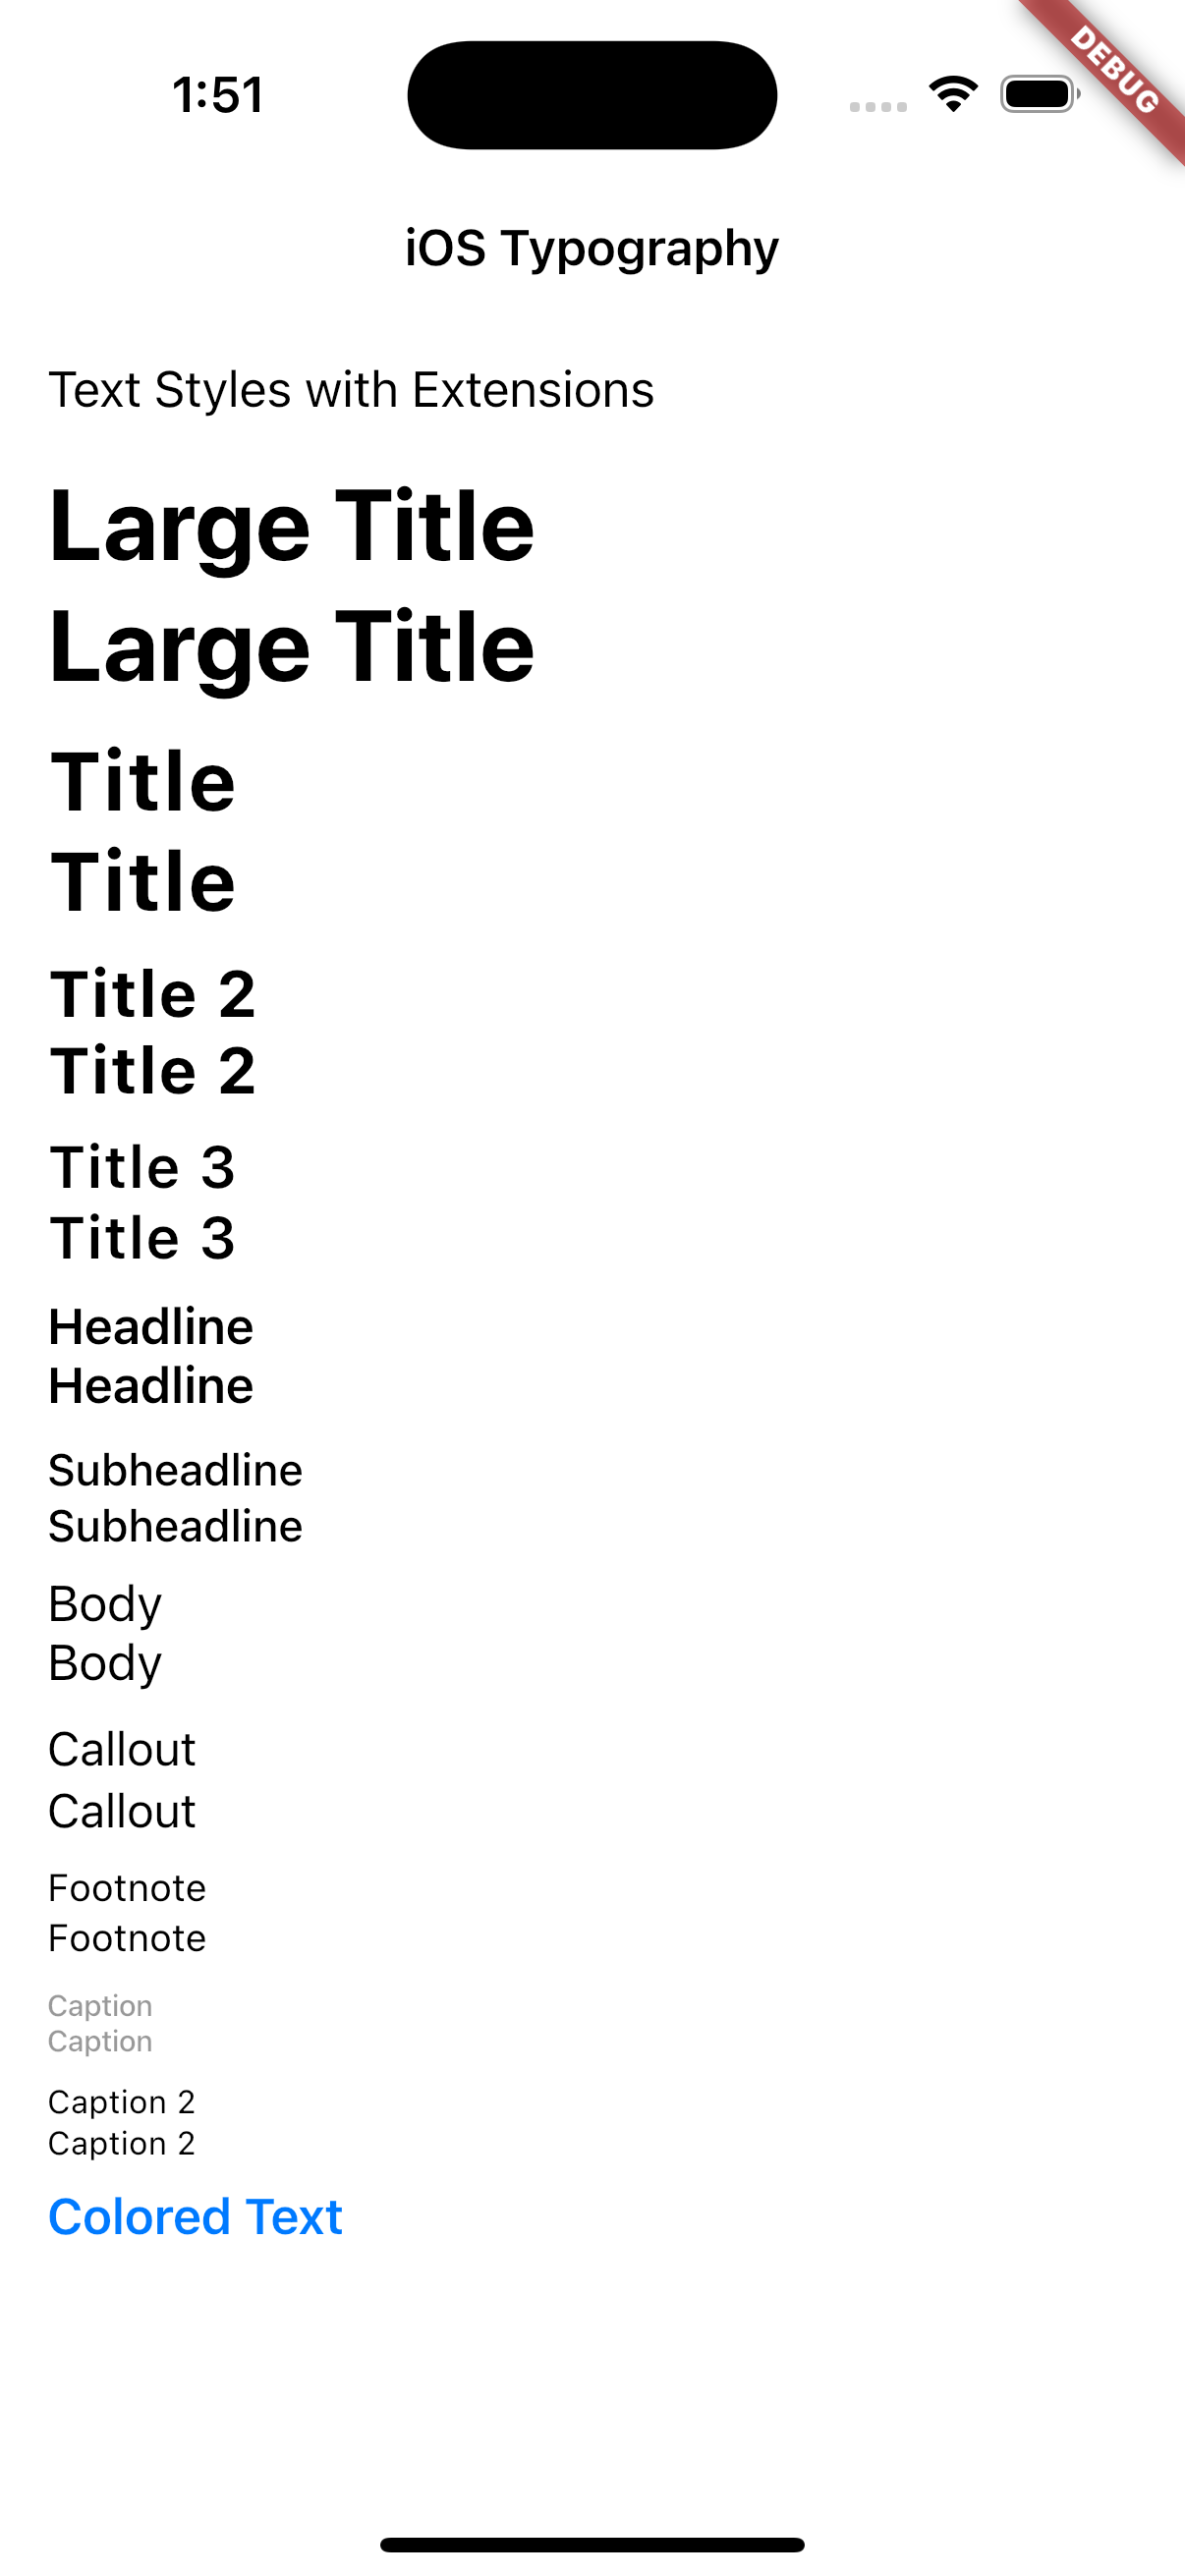 1:51
DEBUG
iOS Typography
Text Styles with Extensions
Large Title
Large Title
Title
Title
Title 2
Title 2
Title 3
Title 3
Headline
Headline
Subheadline
Subheadline
Body
Body
Callout
Callout
Footnote
Footnote
Caption
Caption
Caption 2
Caption 2
Colored Text